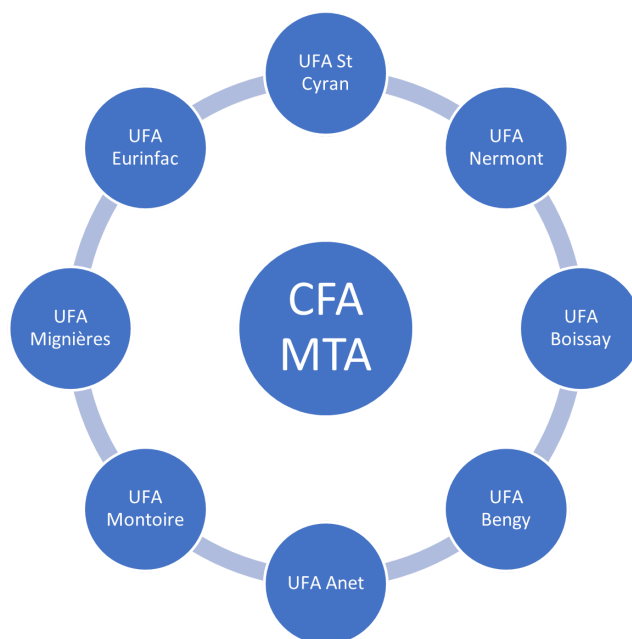 UFA St
Cyran
UFA
Nermont
UFA
Boissay
UFA
Bengy
UFA Anet
UFA
Montoire
UFA
Mignières
UFA
Eurinfac
CFA
MTA